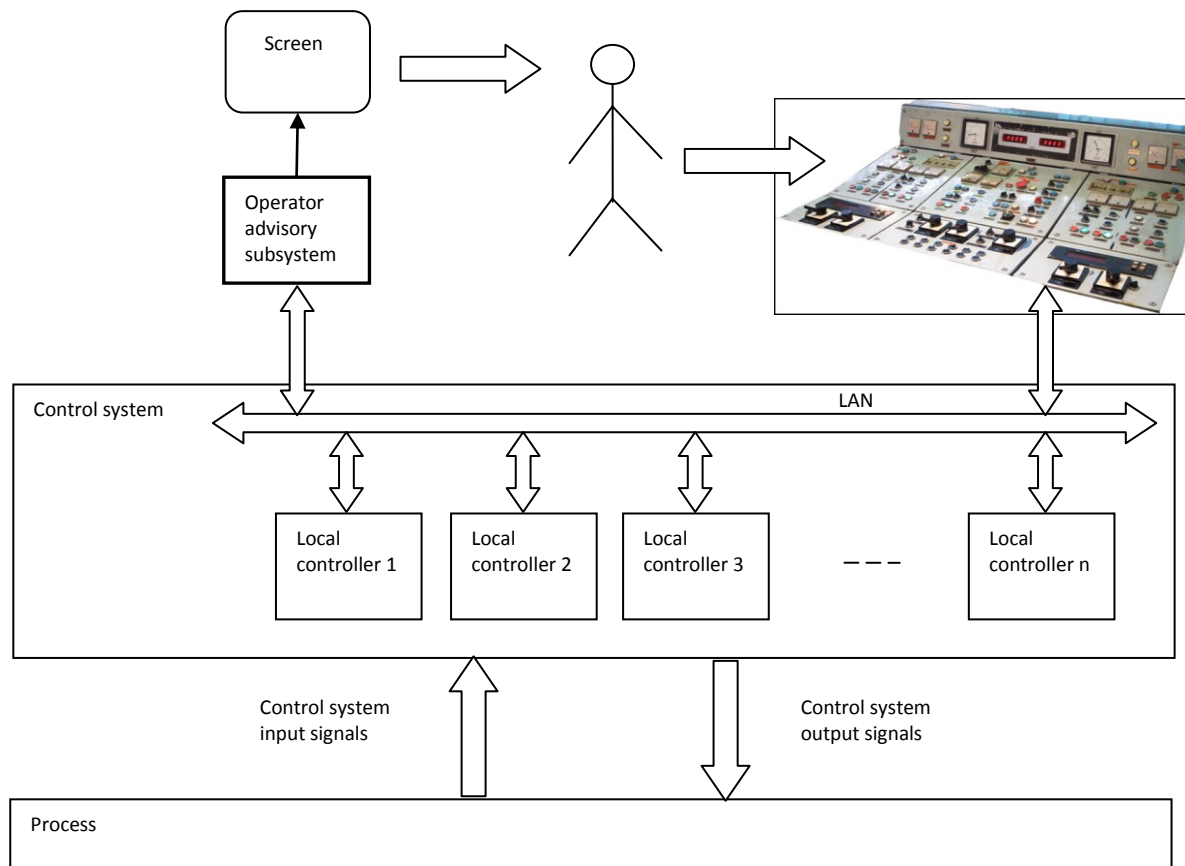 Screen
Operator
advisory
subsystem
Control system
LAN
Local
controller 1
Local
controller 2
Local
controller 3
Local
controller n
Control system
input signals
Control system
output signals
Process